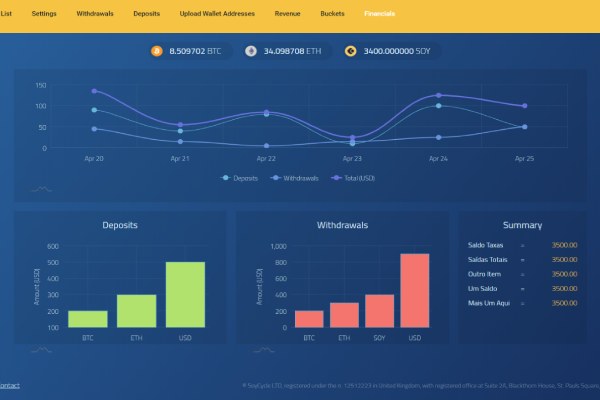 List Settings Withdrawals Deposits Upload Wallet Addresses Revenue Buckets Financials
8.509702 BTC 34.098708 ETH 3400.000000 SOY
150
100
50
0
Apr 20 Apr 21 Apr 22 Apr 23 Apr 24 Apr 25
Deposits Withdrawals Total (USD)
Deposits
Amount (USD)
600
500
400
300
200
100
BTC ETH USD
Withdrawals
Amount (USD)
1,000
800
600
400
200
0
BTC ETH SOY USD
Summary
Saldo Taxas = 3500.00
Saldas Totais = 3500.00
Outro Item = 3500.00
Um Saldo = 3500.00
Mais Um Aqui = 3500.00
Contact
LTD, registered under the n. 12912223 in United Kingdom, with registered office at Suite 2A, Blackthorn House, St. Pauls Square,